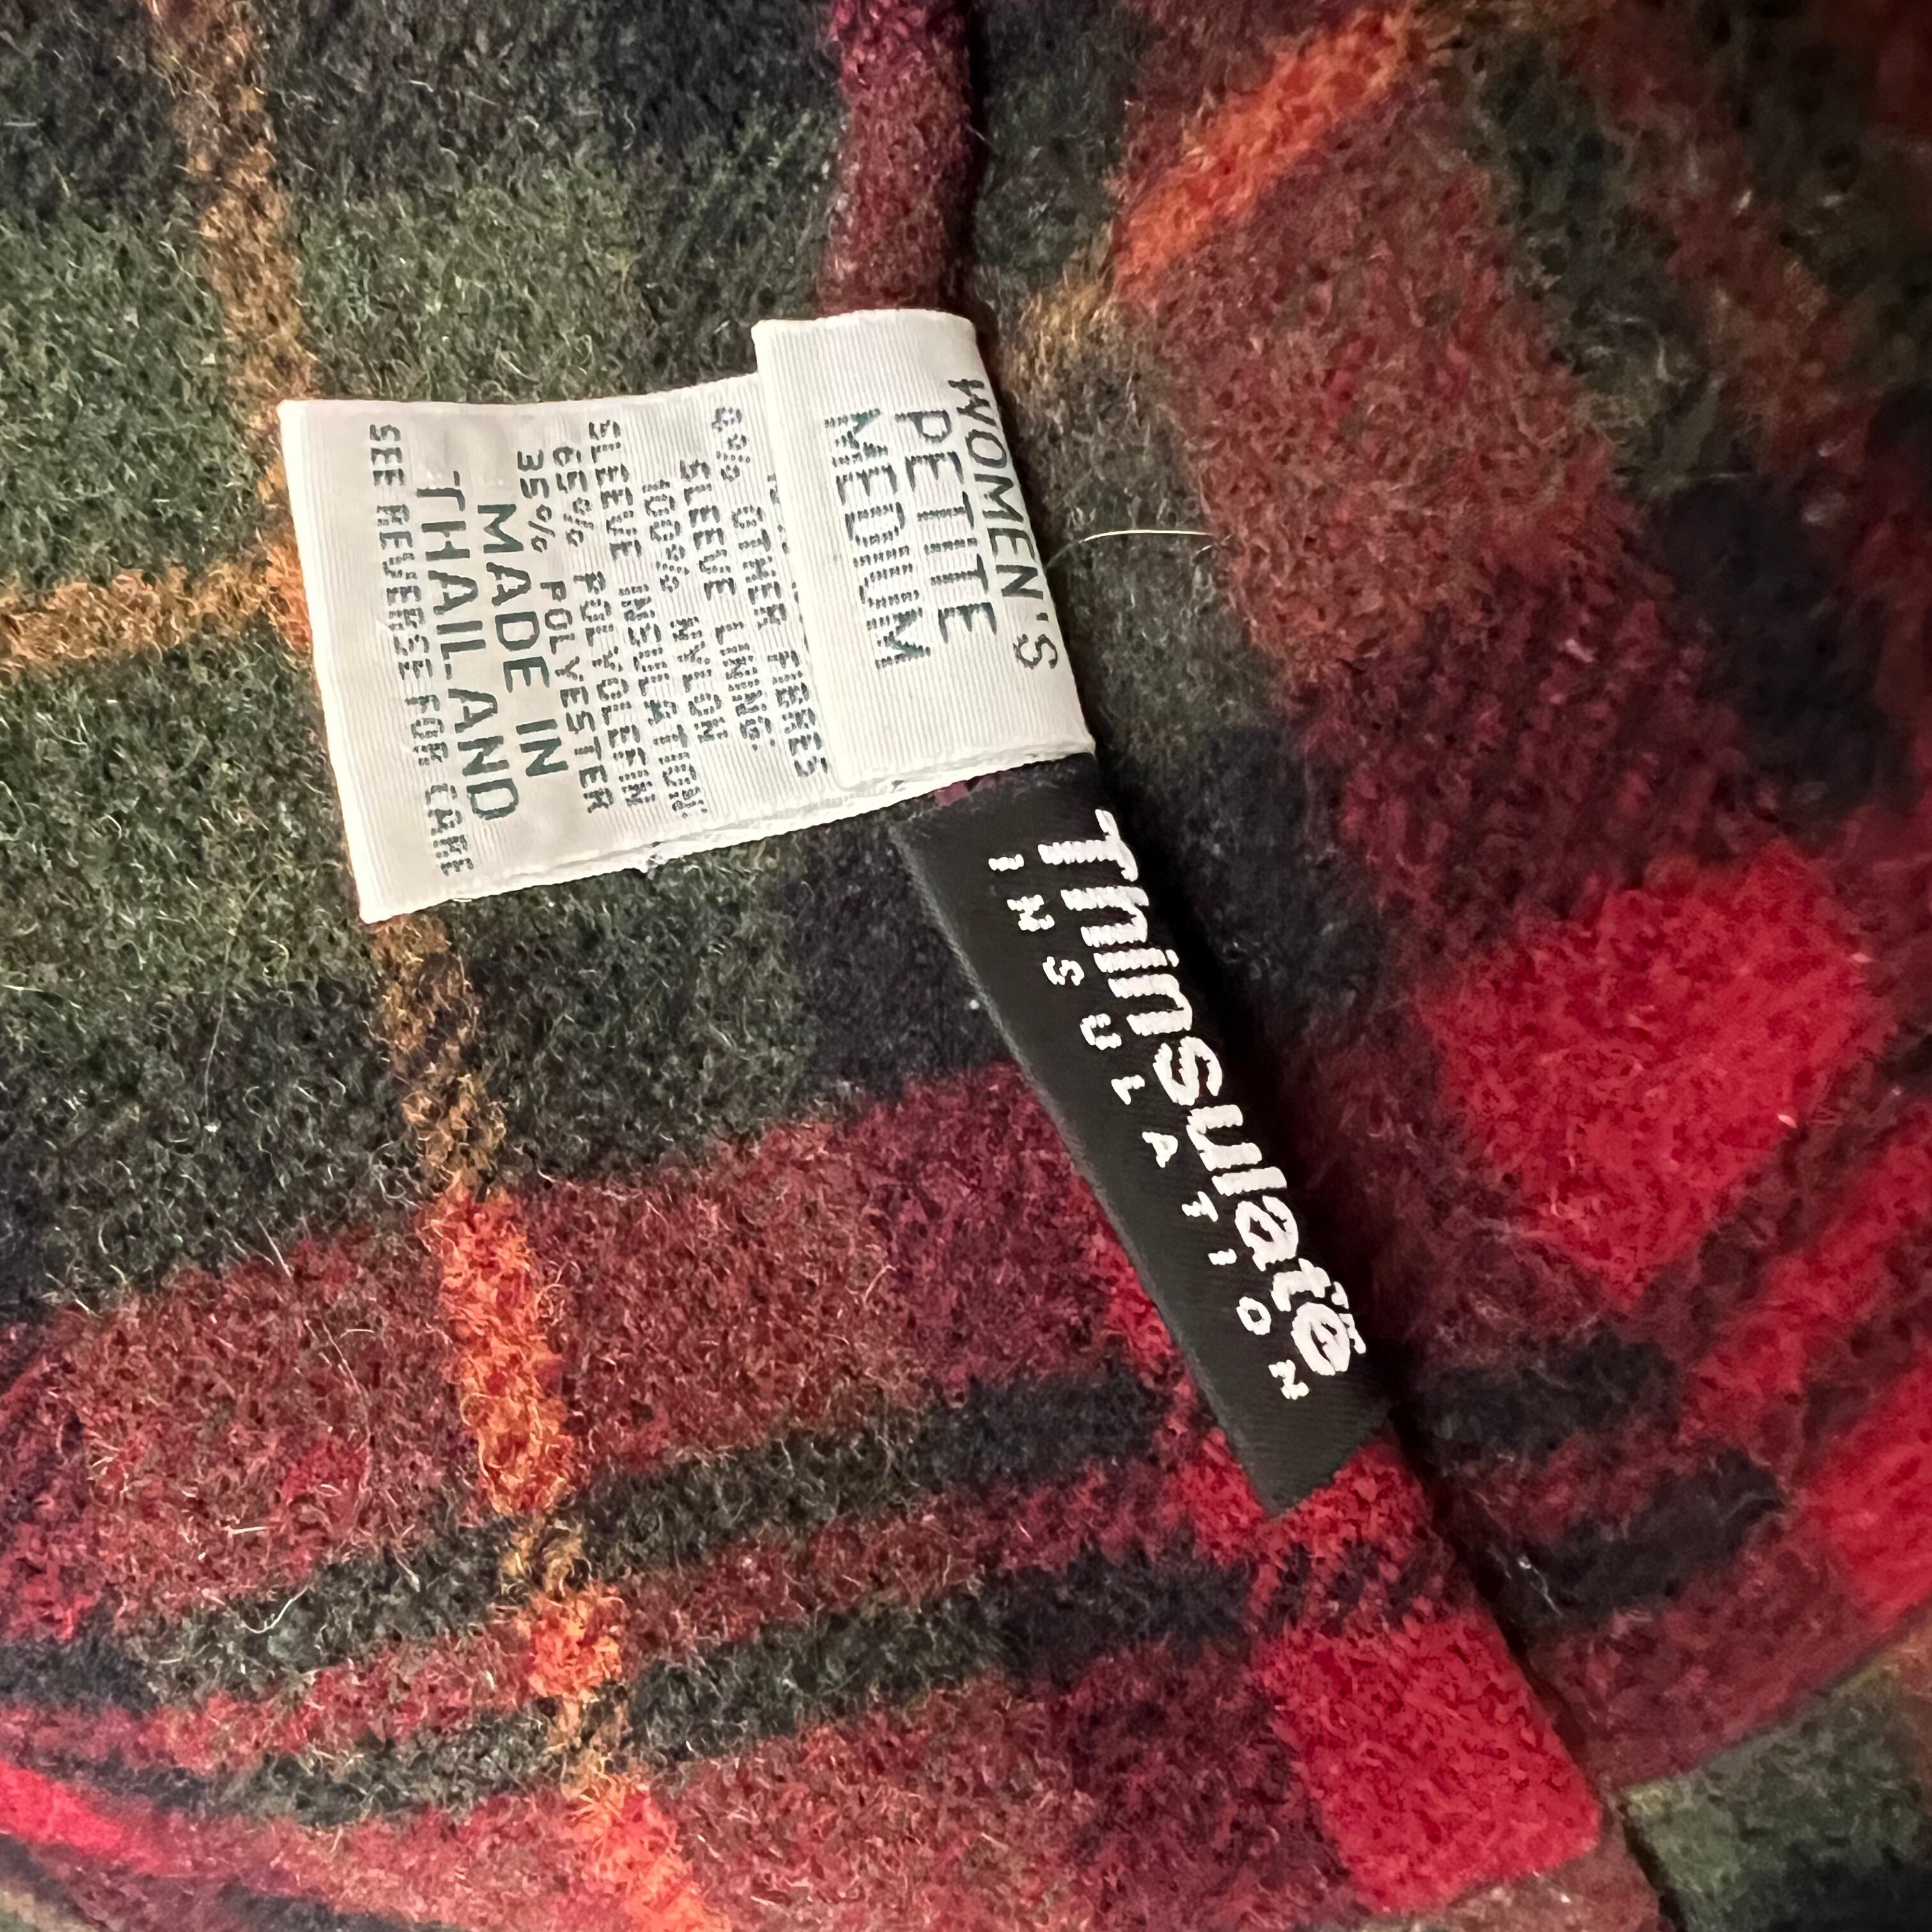 WOMEN'S
PETITE
MEDIUM
OTHER FIBRES
SLEEVE LINING:
100% NYLON
SLEEVE INSULATION:
65% POLYOLEFIN
35% POLYESTER
MADE IN
THAILAND
SEE REVERSE FOR CARE
Thinsulate
INSULATION